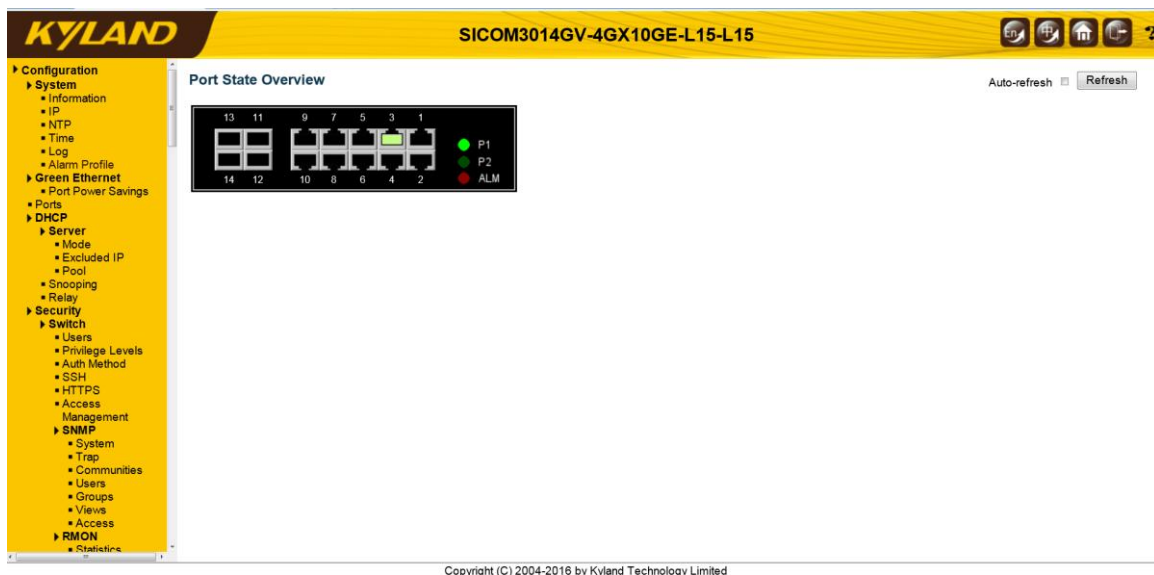 KYLAND
SICOM3014GV-4GX10GE-L15-L15
En
Configuration
System
Information
IP
NTP
Time
Log
Alarm Profile
Green Ethernet
Port Power Savings
Ports
DHCP
Server
Mode
Excluded IP
Pool
Snooping
Relay
Security
Switch
Users
Privilege Levels
Auth Method
SSH
HTTPS
Access
Management
SNMP
System
Trap
Communities
Users
Groups
Views
Access
RMON
Statistics
Port State Overview
Auto-refresh Refresh
13 11 9 7 5 3 1
P1
P2
14 12 10 8 6 4 2 ALM
Copyright (C) 2004-2016 by Kyland Technology Limited